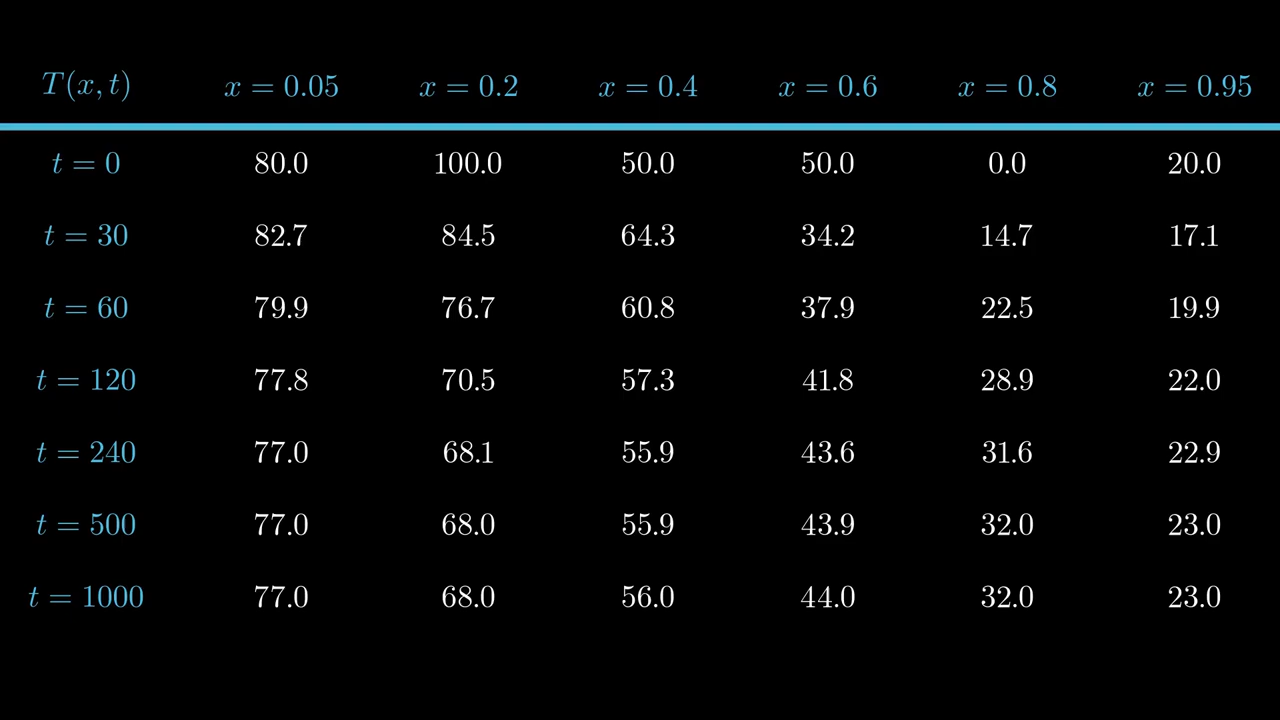 T(x, t) x = 0.05 x = 0.2 x = 0.4 x = 0.6 x = 0.8 x = 0.95
t = 0 80.0 100.0 50.0 50.0 0.0 20.0
t = 30 82.7 84.5 64.3 34.2 14.7 17.1
t = 60 79.9 76.7 60.8 37.9 22.5 19.9
t = 120 77.8 70.5 57.3 41.8 28.9 22.0
t = 240 77.0 68.1 55.9 43.6 31.6 22.9
t = 500 77.0 68.0 55.9 43.9 32.0 23.0
t = 1000 77.0 68.0 56.0 44.0 32.0 23.0